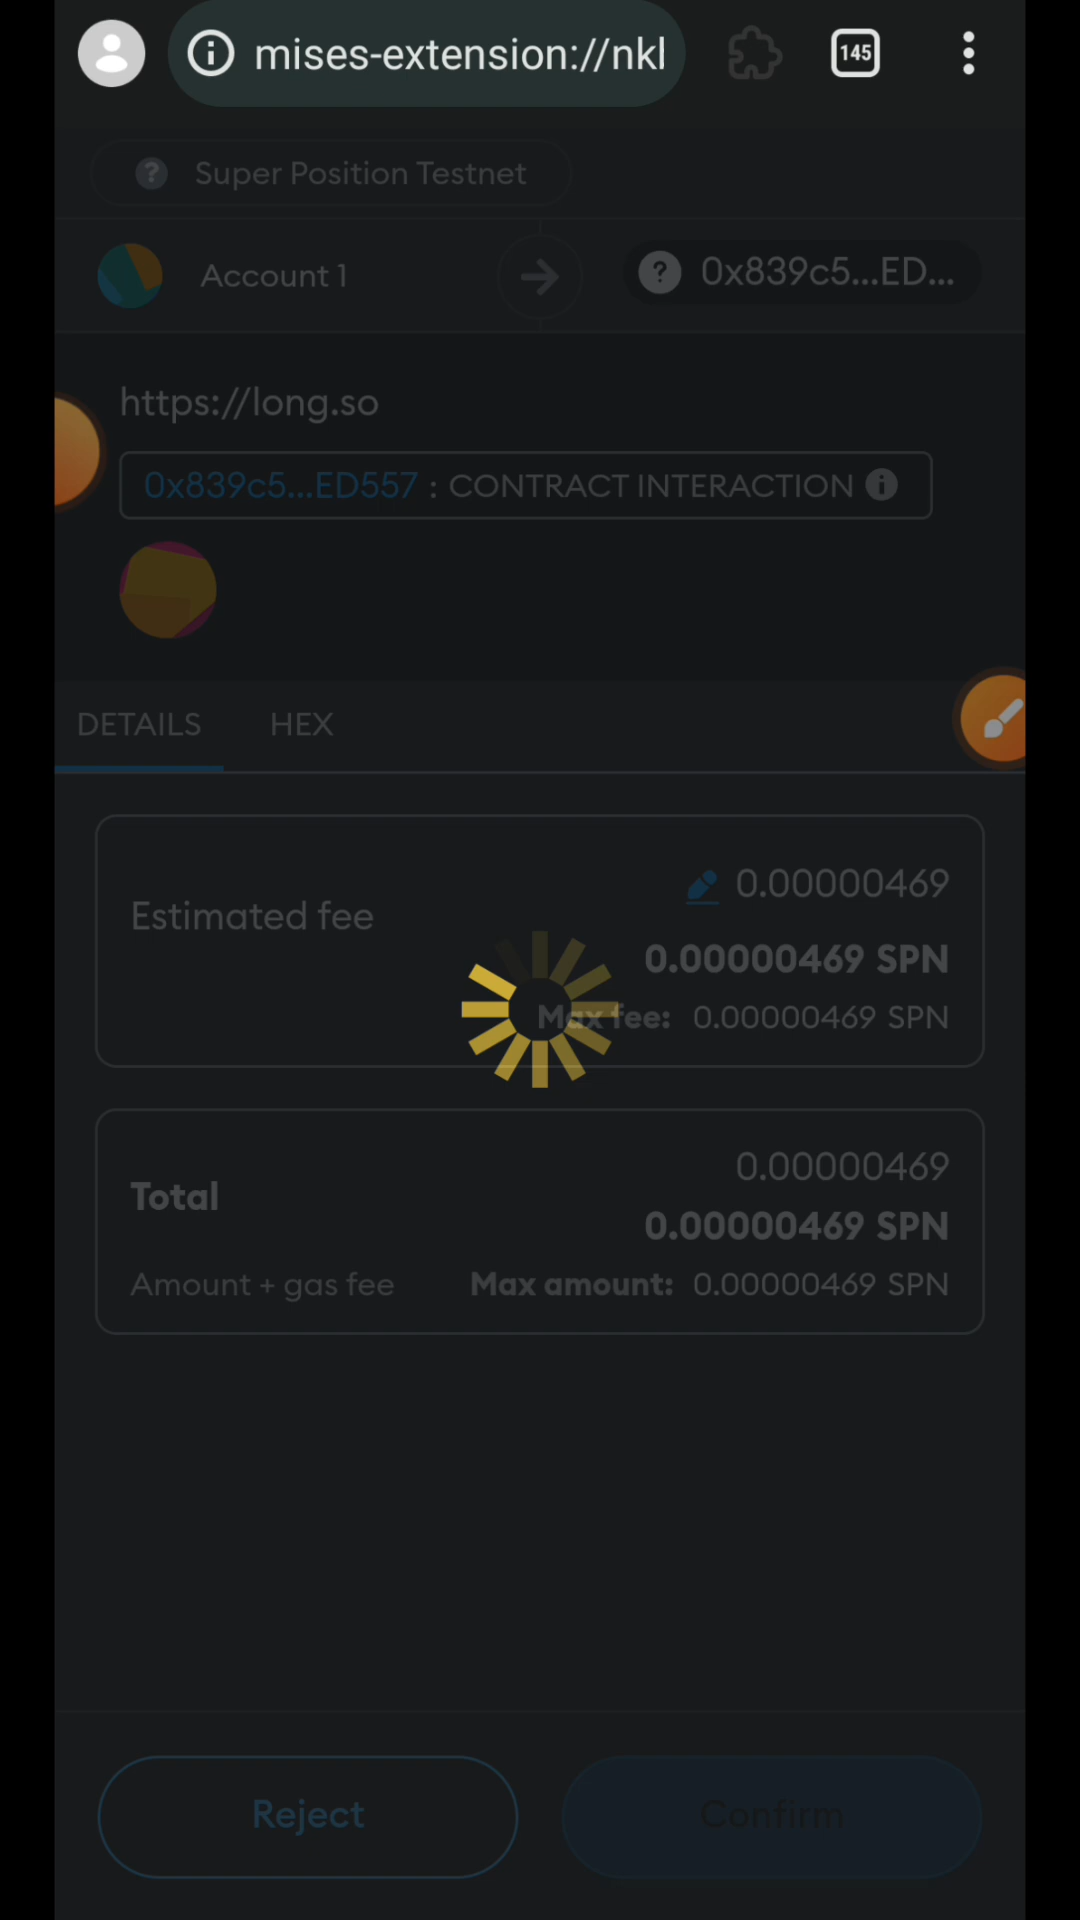 mises-extension://nkl
145
Super Position Testnet
Account 1
0x839c5...ED...
https://long.so
0x839c5...ED557 : CONTRACT INTERACTION
DETAILS
HEX
0.00000469
Estimated fee
0.00000469 SPN
Max fee: 0.00000469 SPN
0.00000469
Total
0.00000469 SPN
Amount + gas fee
Max amount: 0.00000469 SPN
Reject
Confirm